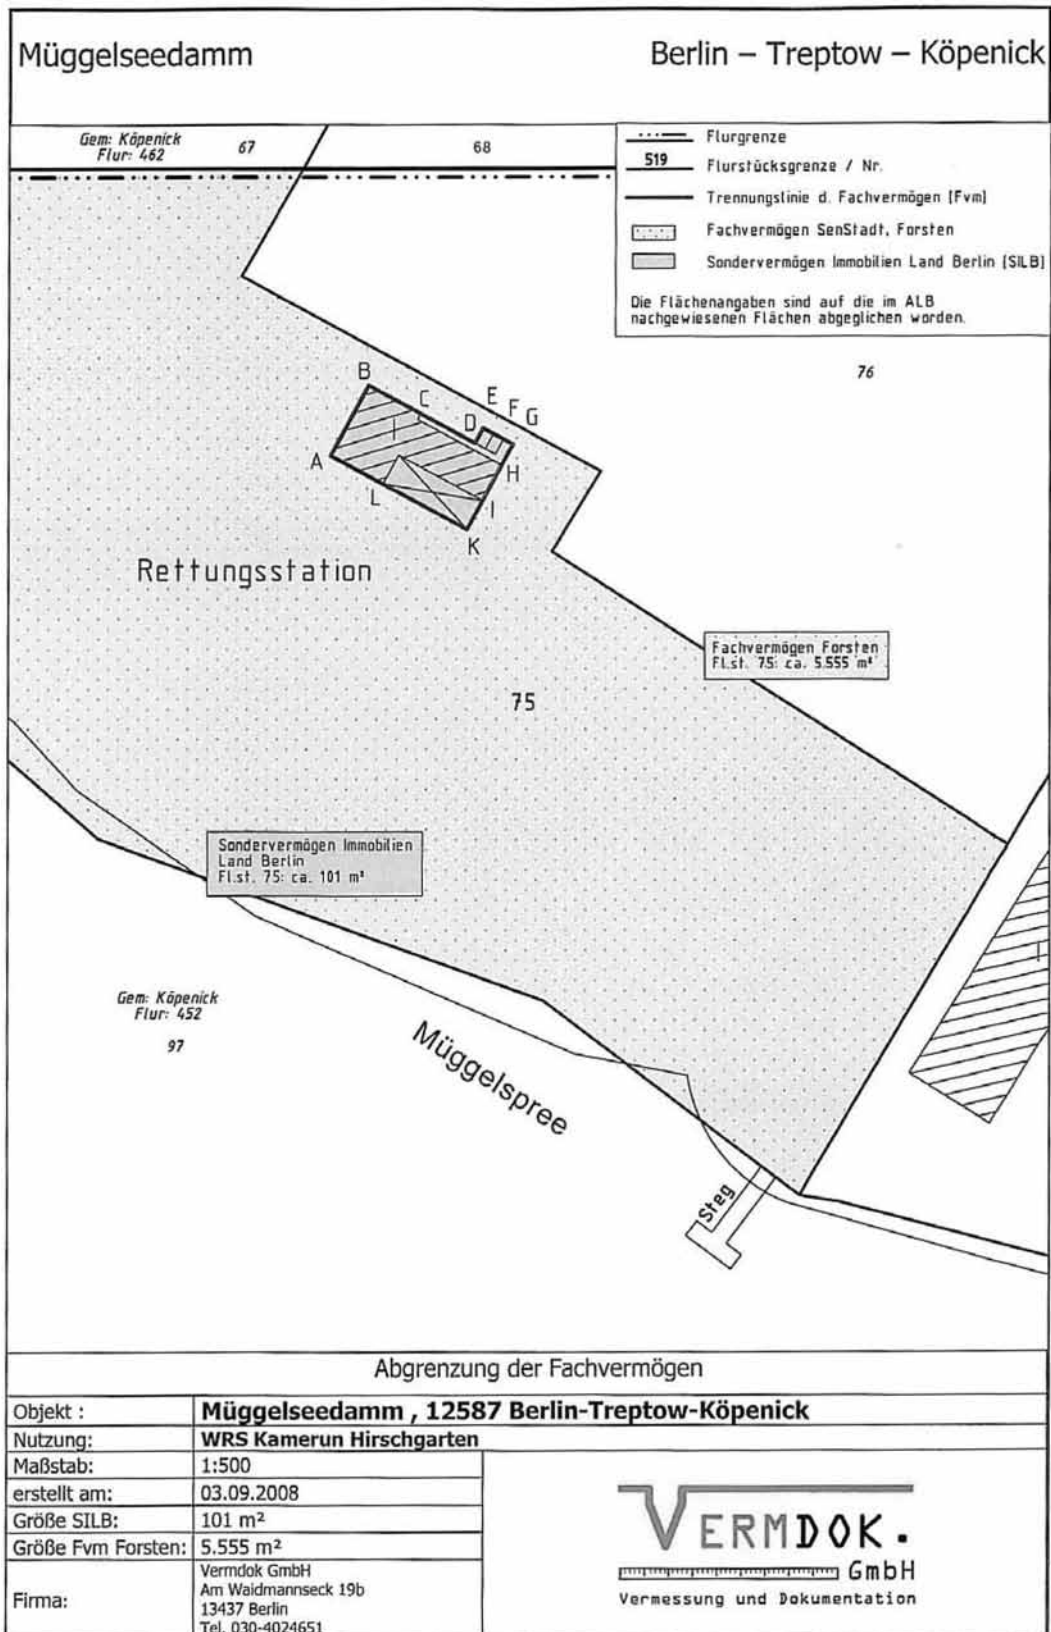 Müggelseedamm
Berlin – Treptow – Köpenick
Gem: Köpenick
Flur: 462
67
68
Flurgrenze
519
Flurstücksgrenze / Nr.
Trennungslinie d. Fachvermögen (Fvm)
Fachvermögen SenStadt, Forsten
Sondervermögen Immobilien Land Berlin (SILB)
Die Flächenangaben sind auf die im ALB
nachgewiesenen Flächen abgeglichen worden.
76
B
C
E
F
G
D
I
A
H
L
I
K
Rettungsstation
Fachvermögen Forsten
Fl.st. 75: ca. 5.555 m²
75
Sondervermögen Immobilien
Land Berlin
Fl.st. 75: ca. 101 m²
I
Gem: Köpenick
Flur: 452
97
Müggelspree
Steg
Abgrenzung der Fachvermögen
Objekt : Müggelseedamm , 12587 Berlin-Treptow-Köpenick
Nutzung: WRS Kamerun Hirschgarten
Maßstab: 1:500
erstellt am: 03.09.2008
Größe SILB: 101 m²
Größe Fvm Forsten: 5.555 m²
Firma:
Vermdok GmbH
Am Waidmannseck 19b
13437 Berlin
Tel. 030-4024651
VERMDOK.
GmbH
Vermessung und Dokumentation